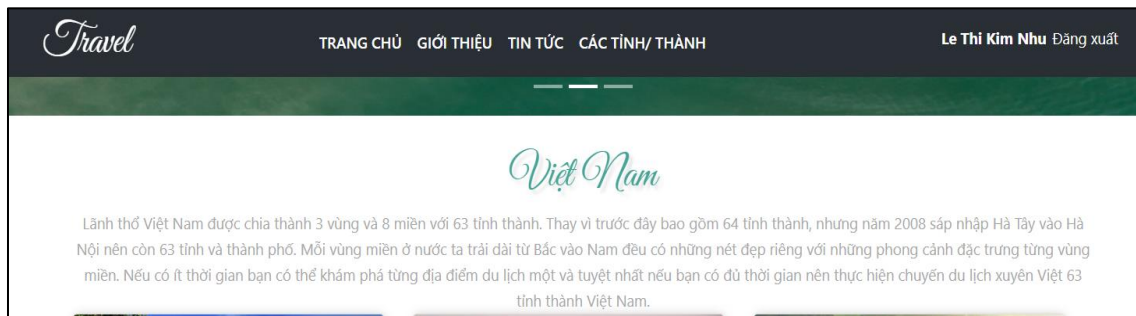 Travel
TRANG CHỦ GIỚI THIỆU TIN TỨC CÁC TỈNH/ THÀNH
Le Thi Kim Nhu Đăng xuất
Việt Nam
Lãnh thổ Việt Nam được chia thành 3 vùng và 8 miền với 63 tỉnh thành. Thay vì trước đây bao gồm 64 tỉnh thành, nhưng năm 2008 sáp nhập Hà Tây vào Hà
Nội nên còn 63 tỉnh và thành phố. Mỗi vùng miền ở nước ta trải dài từ Bắc vào Nam đều có những nét đẹp riêng với những phong cảnh đặc trưng từng vùng
miền. Nếu có ít thời gian bạn có thể khám phá từng địa điểm du lịch một và tuyệt nhất nếu bạn có đủ thời gian nên thực hiện chuyến du lịch xuyên Việt 63
tỉnh thành Việt Nam.